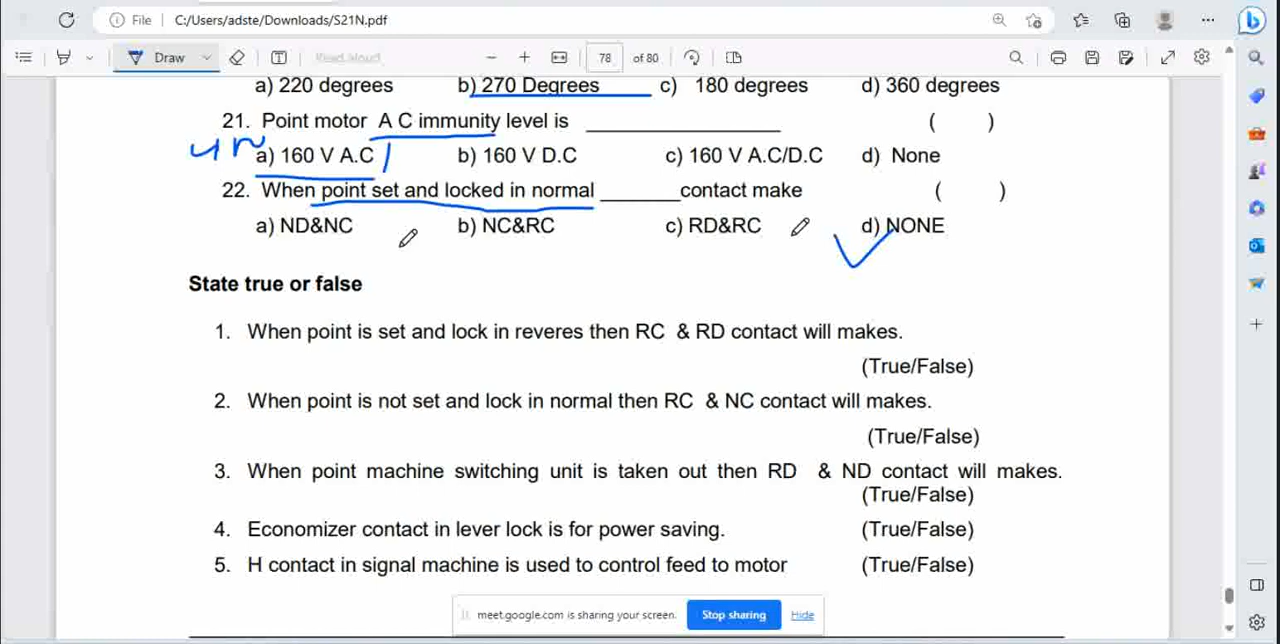 File C:/Users/adste/Downloads/S21N.pdf
Draw Read aloud 78 of 80
a) 220 degrees b) 270 Degrees c) 180 degrees d) 360 degrees
21. Point motor A C immunity level is ________________ ( )
a) 160 V A.C b) 160 V D.C c) 160 V A.C/D.C d) None
22. When point set and locked in normal _______contact make ( )
a) ND&NC b) NC&RC c) RD&RC d) NONE
State true or false
1. When point is set and lock in reveres then RC & RD contact will makes.
(True/False)
2. When point is not set and lock in normal then RC & NC contact will makes.
(True/False)
3. When point machine switching unit is taken out then RD & ND contact will makes.
(True/False)
4. Economizer contact in lever lock is for power saving. (True/False)
5. H contact in signal machine is used to control feed to motor (True/False)
meet.google.com is sharing your screen. Stop sharing Hide